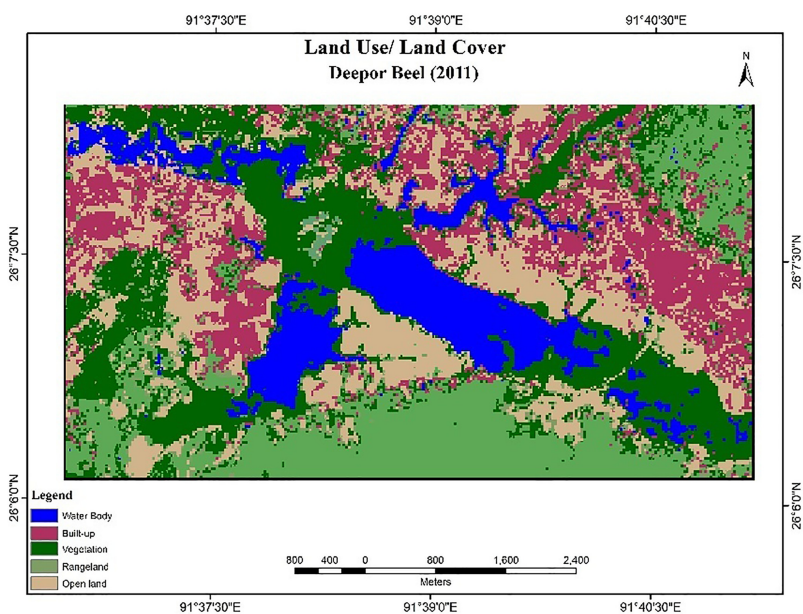 91°37'30"E 91°39'0"E 91°40'30"E
Land Use/ Land Cover
Deepor Beel (2011)
N
26°7'30"N 26°7'30"N
26°6'0"N 26°6'0"N
Legend
Water Body
Built-up
Vegetation
Rangeland
Open land
800 400 0 800 1,600 2,400
Meters
91°37'30"E 91°39'0"E 91°40'30"E